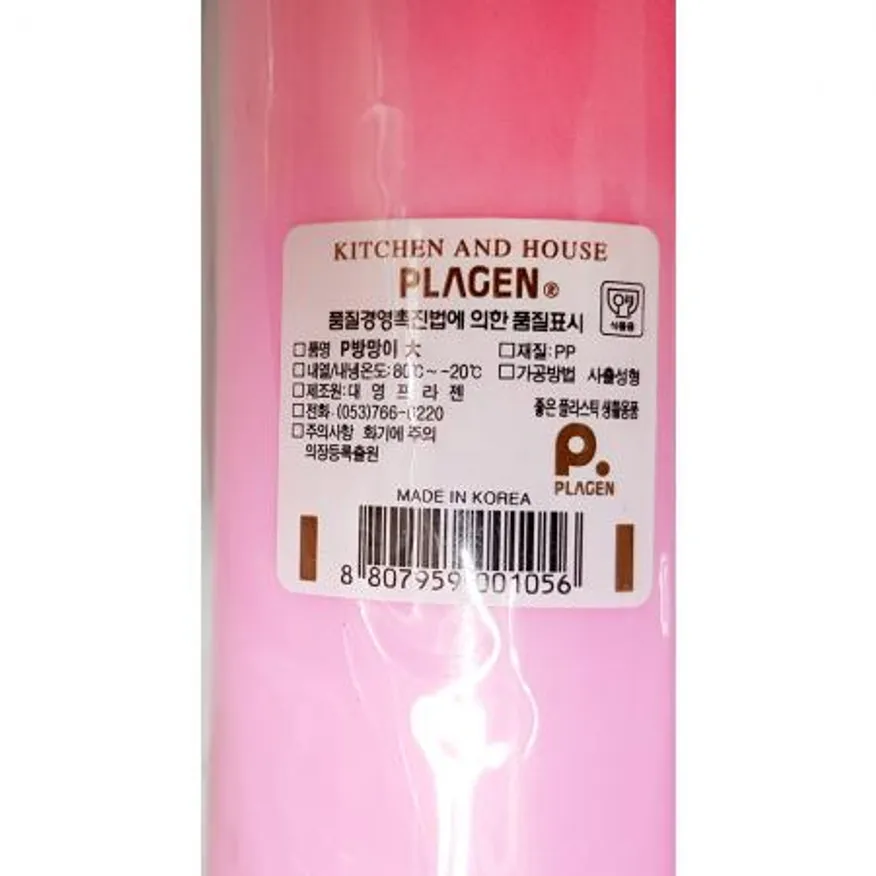 KITCHEN AND HOUSE
PLAGEN®
식품용
품질경영촉진법에 의한 품질표시
□품명 P방망이 大 □재질:PP
□내열/내냉온도:80℃~-20℃ □가공방법 사출성형
□제조원:대 영 프 라 젠
□전화·(053)766-0220
좋은 플라스틱 생활용품
□주의사항 화기에 주의
의장등록출원
P.
PLAGEN
MADE IN KOREA
8 807959 001056